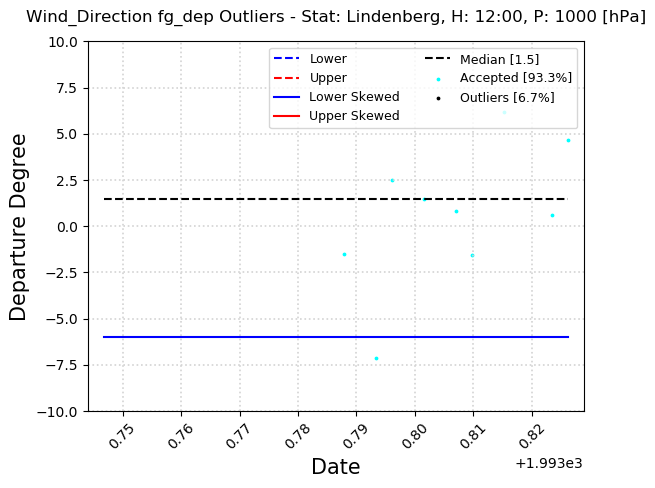 Wind_Direction fg_dep Outliers - Stat: Lindenberg, H: 12:00, P: 1000 [hPa]
Lower
Upper
Lower Skewed
Upper Skewed
Median [1.5]
Accepted [93.3%]
Outliers [6.7%]
Departure Degree
10.0
7.5
5.0
2.5
0.0
−2.5
−5.0
−7.5
−10.0
0.75
0.76
0.77
0.78
0.79
0.80
0.81
0.82
+1.993e3
Date